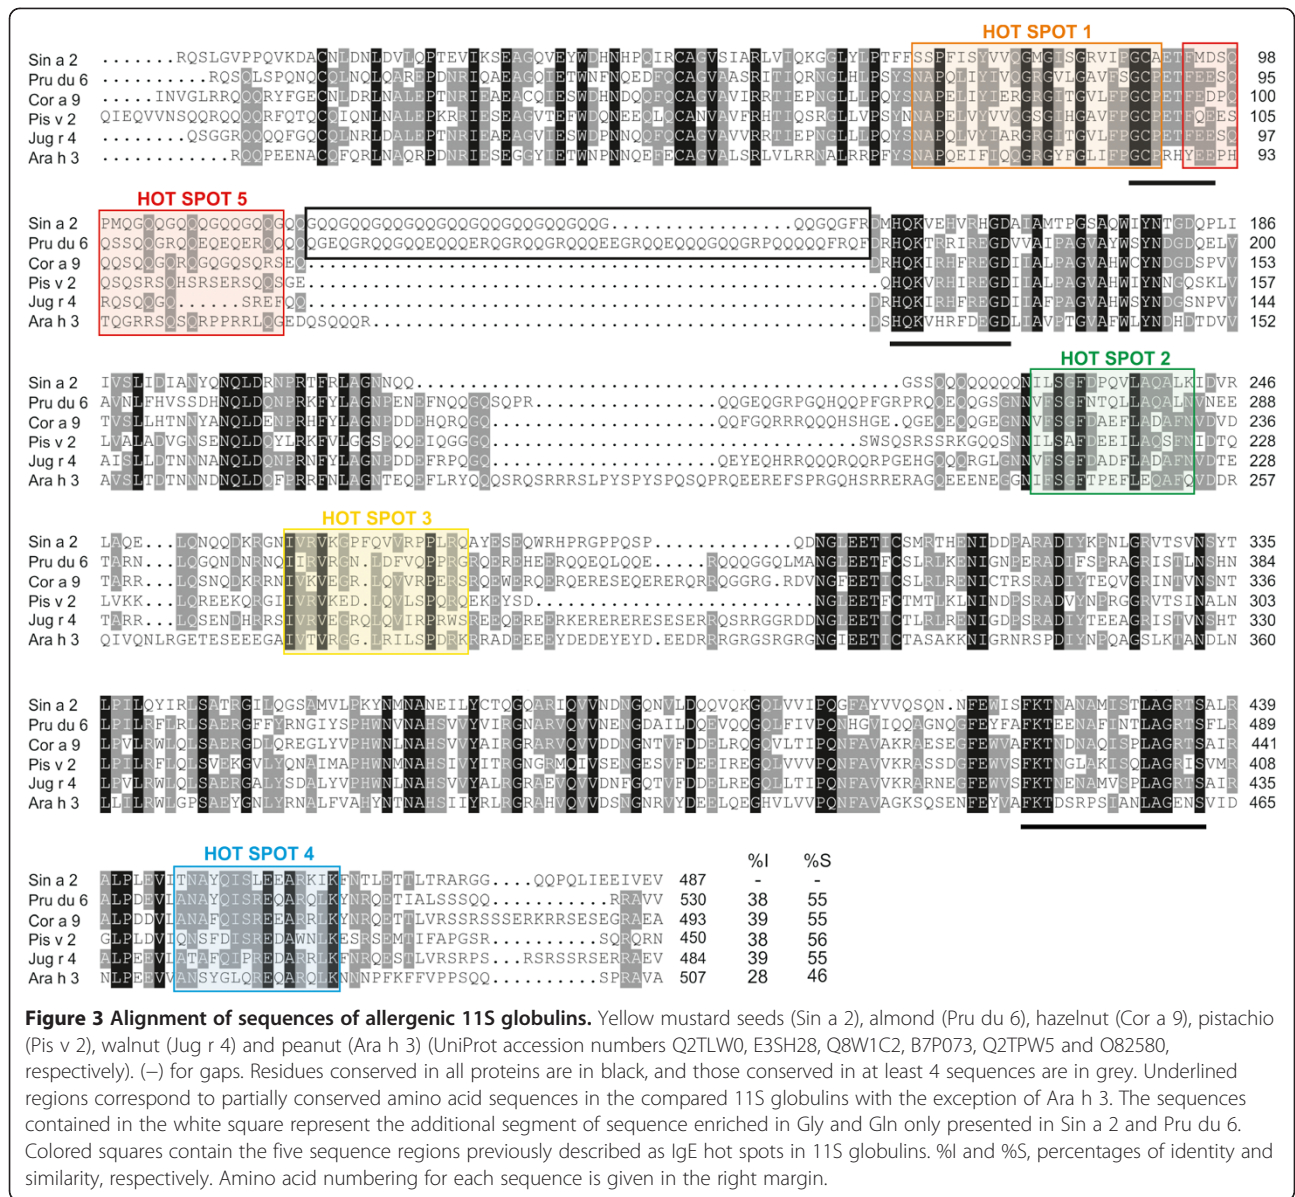 HOT SPOT 1
Sin a 2 .......RQSLGVPPQVKDACNLDNLDVLQPTEVIKSEAGQVEYWDHNHPQIRCAGVSIARLVIQKGGLYLPTFFSSPFISYVVQGMGISGRVIPGCAETFMDSQ 98
Pru du 6 ..........RQSQLSPQNQCQLNQLQAREPDNRIQAEAGQIETWNFNQEDFQCAGVAASRITIQRNGLHLPSYSNAPQLIYIVQGRGVLGAVFSGCPETFEESQ 95
Cor a 9 .....INVGLRRQQQRYFGECNLDRLNALEPTNRIEAEACQIESWDHNDQQFQCAGVAVIRRTIEPNGLLLPQYSNAPELIYIERGRGITGVLFPGCPETFEDPQ 100
Pis v 2 QIEQVVNSQQRQQQQRFQTQCQIQNLNALEPKRRIESEAGVTEFWDQNEEQLQCANVAVFRHTIQSRGLLVPSYNNAPELVYVVQGSGIHGAVFPGCPETFQEES 105
Jug r 4 ........QSGGRQQQQFGQCQLNRLDALEPTNRIEAEAGVIESWDPNNQQFQCAGVAVVRRTIEPNGLLLPQYSNAPQLVYIARGRGITGVLFPGCPETFEESQ 97
Ara h 3 ............RQQPEENACQFQRLNAQRPDNRIESEGGYIETWNPNNQEFECAGVALSRLVLRRNALRRPFYSNAPQEIFIQQGRGYFGLIFPGCPRHYEEPH 93
HOT SPOT 5
Sin a 2 PMQGQQQGQQQGQQGQQGQQGQQGQQGQQGQQGQQGQQGQQGQQGQQG.................QQGQGFRDMHQKVEHVRHGDAIAMTPGSAQWIYNTGDQPLI 186
Pru du 6 QSSQQGRQQEQEQERQQQQQGEQGRQQGQQEQQQERQGRQQGRQQQEEGRQQEQQQGQQGRPQQQQQFRQFDRHQKTRRIREGDVVAIPAGVAYWSYNDGDQELV 200
Cor a 9 QQSQQGQRQGQGQSQRSEQ....................................................DRHQKIRHFREGDIIALPAGVAHWCYNDGDSPVV 153
Pis v 2 QSQSRSQHSRSERSQQSGE.....................................................QHQKVRHIREGDIIALPAGVAHWIYNNGQSKLV 157
Jug r 4 RQSQQGQ......SREFQQ....................................................DRHQKIRHFREGDIIAFPAGVAHWSYNDGSNPVV 144
Ara h 3 TQGRRSQSQRPPRRLQGEDQSQQQR..............................................DSHQKVHRFDEGDLIAVPTGVAFWLYNDHDTDVV 152
HOT SPOT 2
Sin a 2 IVSLIDIANYQNQLDRNPRTFRLAGNNQQ.............................................GSSQQQQQQQQNILSGFDPQVLAQALKIDVR 246
Pru du 6 AVNLFHVSSDHNQLDQNPRKFYLAGNPENEFNQQGQSQPR.................QQGEQGRPGQHQQPFGRPRQQEQQGSGNNVFSGFNTQLLAQALNVNEE 288
Cor a 9 TVSLLHTNNYANQLDENPRHFYLAGNPDDEHQRQGQ.....................QQFGQRRRQQQHSHGE.QGEQEQQGEGNNVFSGFDAEFLADAFNVDVD 236
Pis v 2 LVALADVGNSENQLDQYLRKFVLGGSPQQEIQGGGQ..................................SWSQSRSSRKGQQSNNILSAFDEEILAQSFNIDTQ 228
Jug r 4 AISLLDTNNNANQLDQNPRNFYLAGNPDDEFRPQGQ.....................QEYEQHRRQQQRQQRPGEHGQQQRGLGNNVFSGFDADFLADAFNVDTE 228
Ara h 3 AVSLTDTNNNDNQLDQFPRRFNLAGNTEQEFLRYQQQSRQSRRRSLPYSPYSPQSQPRQEEREFSPRGQHSRRERAGQEEENEGGNIFSGFTPEFLEQAFQVDDR 257
HOT SPOT 3
Sin a 2 LAQE...LQNQQDKRGNIVRVKGPFQVVRPPLRQAYESEQWRHPRGPPQSP................QDNGLEETICSMRTHENIDDPARADIYKPNLGRVTSVNSYT 335
Pru du 6 TARN...LQGQNDNRNQIIRVRGN.LDFVQPPRGRQEREHEERQQEQLQQE.......RQQQGGQLMANGLEETFCSLRLKENIGNPERADIFSPRAGRISTLNSHN 384
Cor a 9 TARR...LQSNQDKRRNIVKVEGR.LQVVRPERSRQEWERQERQERESEQERERQRRQGGRG.RDVNGFEETICSLRLRENICTRSRADIYTEQVGRINTVNSNT 336
Pis v 2 LVKK...LQREEKQRGIIVRVKED.LQVLSPQRQEKEYSD..........................NGLEETICTMTLKLNINDPSRADVYNPRGGRVTSINALN 303
Jug r 4 TARR...LQSENDHRRSIVRVEGRQLQVIRPRWSREEQEREERKERERERESESERRQSRRGGRDDNGLEETICTLRLRENIGDPSRADIYTEEAGRISTVNSHT 330
Ara h 3 QIVQNLRGETESEEEGAIVTVRGG.LRILSPDRKRRADEEEEYDEDEYEYD.EEDRRRGRGSRGRGNGIEETICTASAKKNIGRNRSPDIYNPQAGSLKTANDLN 360
Sin a 2 LPILQYIRLSATRGILQGSAMVLPKYNMNANEILYCTQGQARIQVVNDNGQNVLDQQVQKGQLVVIPQGFAYVVQSQN.NFEWISFKTNANAMISTLAGRTSALR 439
Pru du 6 LPILRFLRLSAERGFFYRNGIYSPHWNVNAHSVVYVIRGNARVQVVNENGDAILDQEVQQGQLFIVPQNHGVIQQAGNQGFEYFAFKTEENAFINTLAGRTSFLR 489
Cor a 9 LPVLRWLQLSAERGDLQREGLYVPHWNLNAHSVVYAIRGRARVQVVDDNGNTVFDDELRQGQVLTIPQNFAVAKRAESEGFEWVAFKTNDNAQISPLAGRTSAIR 441
Pis v 2 LPILRFLQLSVEKGVLYQNAIMAPHWNMNAHSVVYITRGNGRMQIVSENGESVFDEEIREGQLVVVPQNFAVVKRASSDGFEWVSFKTNGLAKISQLAGRISVMR 408
Jug r 4 LPVLRWLQLSAERGALYSDALYVPHWNLNAHSVVYALRGRAEVQVVDNFGQTVFDDELREGQLLTIPQNFAVVKRARNEGFEWVSFKTNENAMVSPLAGRTSAIR 435
Ara h 3 LLILRWLGPSAEYGNLYRNALFVAHYNTNAHSIIYRLRGRAHVQVVDSNGNRVYDEELQEGHVLVVPQNFAVAGKSQSENFEYVAFKTDSRPSIANLAGENSVID 465
HOT SPOT 4 %I %S
Sin a 2 ALPLEVITNAYQISLEEARKIKFNTLETTLTRARGG....QQPQLIEEIVEV 487 - -
Pru du 6 ALPDEVLANAYQISREQARQLKYNRQETIALSSSQQ..........RRAVV 530 38 55
Cor a 9 ALPDDVLANAFQISREEARRLKYNRQETTLVRSSRSSSERKRRSESEGRAEA 493 39 55
Pis v 2 GLPLDVIQNSFDISREDAWNLKESRSEMTIFAPGSR..........SQRQRN 450 38 56
Jug r 4 ALPEEVLATAFQIPREDARRLKFNRQESTLVRSRPS....RSRSSRSERRAEV 484 39 55
Ara h 3 NLPEEVVANSYGLQREQARQLKNNNPFKFFVPPSQQ..........SPRAVA 507 28 46
Figure 3 Alignment of sequences of allergenic 11S globulins. Yellow mustard seeds (Sin a 2), almond (Pru du 6), hazelnut (Cor a 9), pistachio
(Pis v 2), walnut (Jug r 4) and peanut (Ara h 3) (UniProt accession numbers Q2TLW0, E3SH28, Q8W1C2, B7P073, Q2TPW5 and O82580,
respectively). (−) for gaps. Residues conserved in all proteins are in black, and those conserved in at least 4 sequences are in grey. Underlined
regions correspond to partially conserved amino acid sequences in the compared 11S globulins with the exception of Ara h 3. The sequences
contained in the white square represent the additional segment of sequence enriched in Gly and Gln only presented in Sin a 2 and Pru du 6.
Colored squares contain the five sequence regions previously described as IgE hot spots in 11S globulins. %I and %S, percentages of identity and
similarity, respectively. Amino acid numbering for each sequence is given in the right margin.